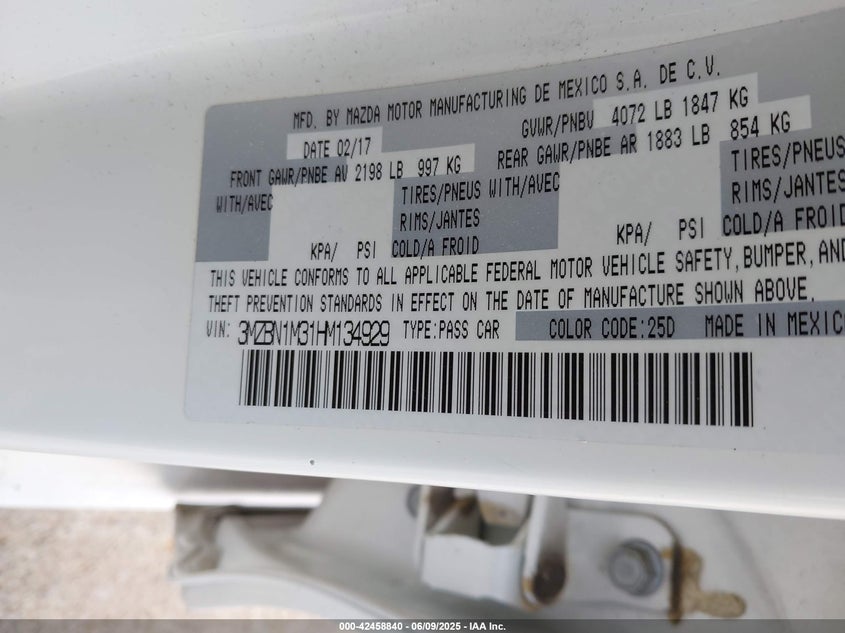 MFD. BY MAZDA MOTOR MANUFACTURING DE MEXICO S.A. DE C.V.
DATE 02/17 GVWR/PNBV 4072 LB 1847 KG
FRONT GAWR/PNBE AV 2198 LB 997 KG REAR GAWR/PNBE AR 1883 LB 854 KG
WITH/AVEC TIRES/PNEUS WITH/AVEC TIRES/PNEUS
RIMS/JANTES RIMS/JANTES
KPA/ PSI COLD/A FROID KPA/ PSI COLD/A FROID
THIS VEHICLE CONFORMS TO ALL APPLICABLE FEDERAL MOTOR VEHICLE SAFETY, BUMPER, AND
THEFT PREVENTION STANDARDS IN EFFECT ON THE DATE OF MANUFACTURE SHOWN ABOVE.
VIN: 3MZBN1M31HM134929 TYPE:PASS CAR COLOR CODE:25D MADE IN MEXICO
000-42458840 - 06/09/2025 - IAA Inc.